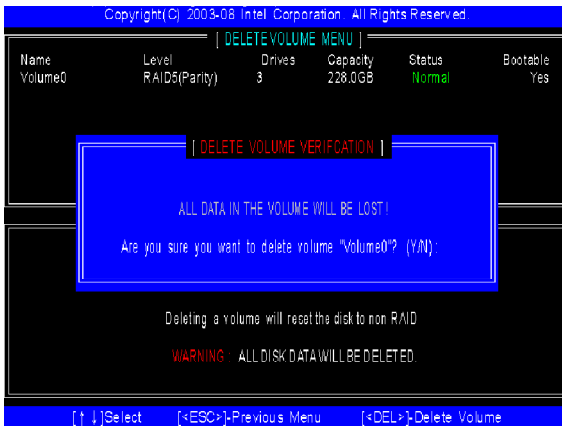 Copyright(C) 2003-08 Intel Corporation. All Rights Reserved.
[ DELETE VOLUME MENU ]
Name Level Drives Capacity Status Bootable
Volume0 RAID5(Parity) 3 228.0GB Normal Yes
[ DELETE VOLUME VERIFCATION ]
ALL DATA IN THE VOLUME WILL BE LOST!
Are you sure you want to delete volume "Volume0"? (Y/N):
Deleting a volume will reset the disk to non RAID
WARNING: ALL DISK DATA WILL BE DELETED.
[↑↓]Select [<ESC>]-Previous Menu [<DEL>]-Delete Volume